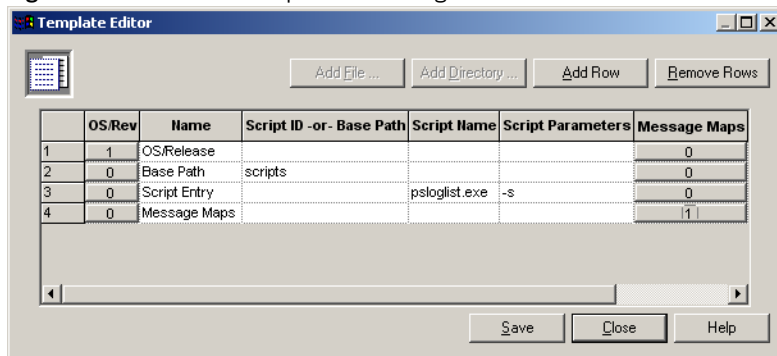 Template Editor
Add File ... Add Directory ... Add Row Remove Rows
OS/Rev Name Script ID -or- Base Path Script Name Script Parameters Message Maps
1 1 OS/Release 0
2 0 Base Path scripts 0
3 0 Script Entry psloglist.exe -s 0
4 0 Message Maps 1
Save Close Help